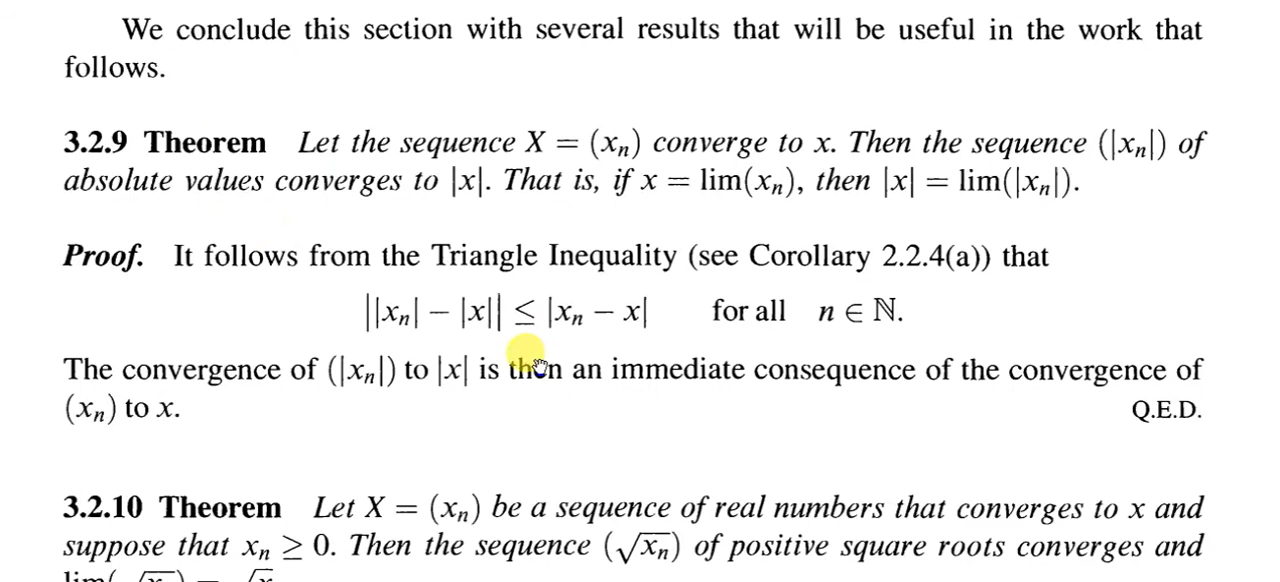 We conclude this section with several results that will be useful in the work that
follows.
3.2.9 Theorem Let the sequence X = (xₙ) converge to x. Then the sequence (|xₙ|) of
absolute values converges to |x|. That is, if x = lim(xₙ), then |x| = lim(|xₙ|).
Proof. It follows from the Triangle Inequality (see Corollary 2.2.4(a)) that
||xₙ| − |x|| ≤ |xₙ − x| for all n ∈ ℕ.
The convergence of (|xₙ|) to |x| is then an immediate consequence of the convergence of
(xₙ) to x. Q.E.D.
3.2.10 Theorem Let X = (xₙ) be a sequence of real numbers that converges to x and
suppose that xₙ ≥ 0. Then the sequence (√xₙ) of positive square roots converges and